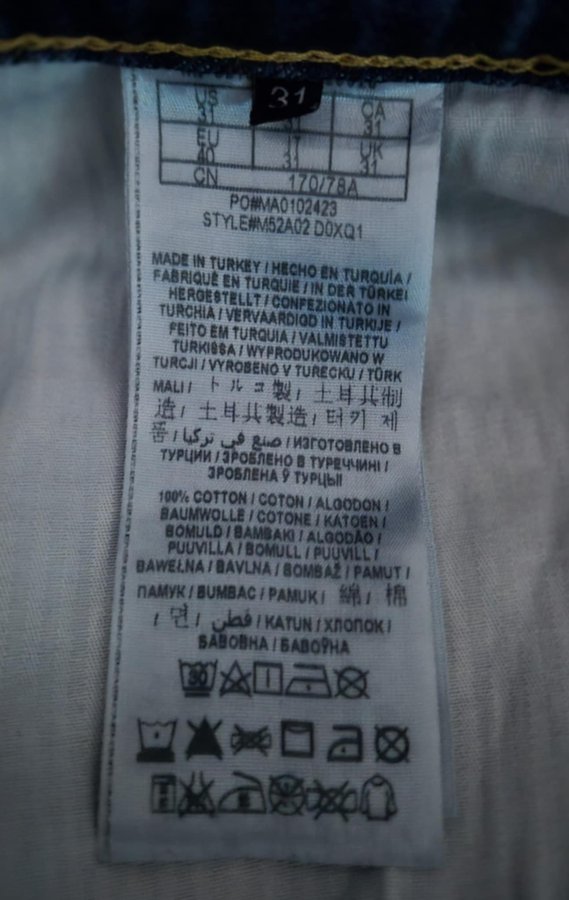 31
US 31 CA 31
EU 40 IT 31 UK 31
CN 170/78A
PO#MA0102423
STYLE#M52A02 D0XQ1
MADE IN TURKEY / HECHO EN TURQUÍA /
FABRIQUÉ EN TURQUIE / IN DER TÜRKEI
HERGESTELLT / CONFEZIONATO IN
TURCHIA / VERVAARDIGD IN TURKIJE /
FEITO EM TURQUIA / VALMISTETTU
TURKISSA / WYPRODUKOWANO W
TURCJI / VYROBENO V TURECKU / TÜRK
MALI / トルコ製 / 土耳其制
造 / 土耳其製造 / 터키 제
품 / صنع في تركيا / ИЗГОТОВЛЕНО В
ТУРЦИИ / ЗРОБЛЕНО В ТУРЕЧЧИНІ /
ЗРОБЛЕНА Ў ТУРЦЫІ
100% COTTON / COTON / ALGODON /
BAUMWOLLE / COTONE / KATOEN /
BOMULD / BAMBAKI / ALGODÃO /
PUUVILLA / BOMULL / PUUVILL /
BAWEŁNA / BAVLNA / BOMBAŽ / PAMUT /
ПАМУК / BUMBAC / PAMUK / 綿 / 棉
/ 면 / قطن / KATUN / ХЛОПОК /
БАВОВНА / БАВОЎНА
30